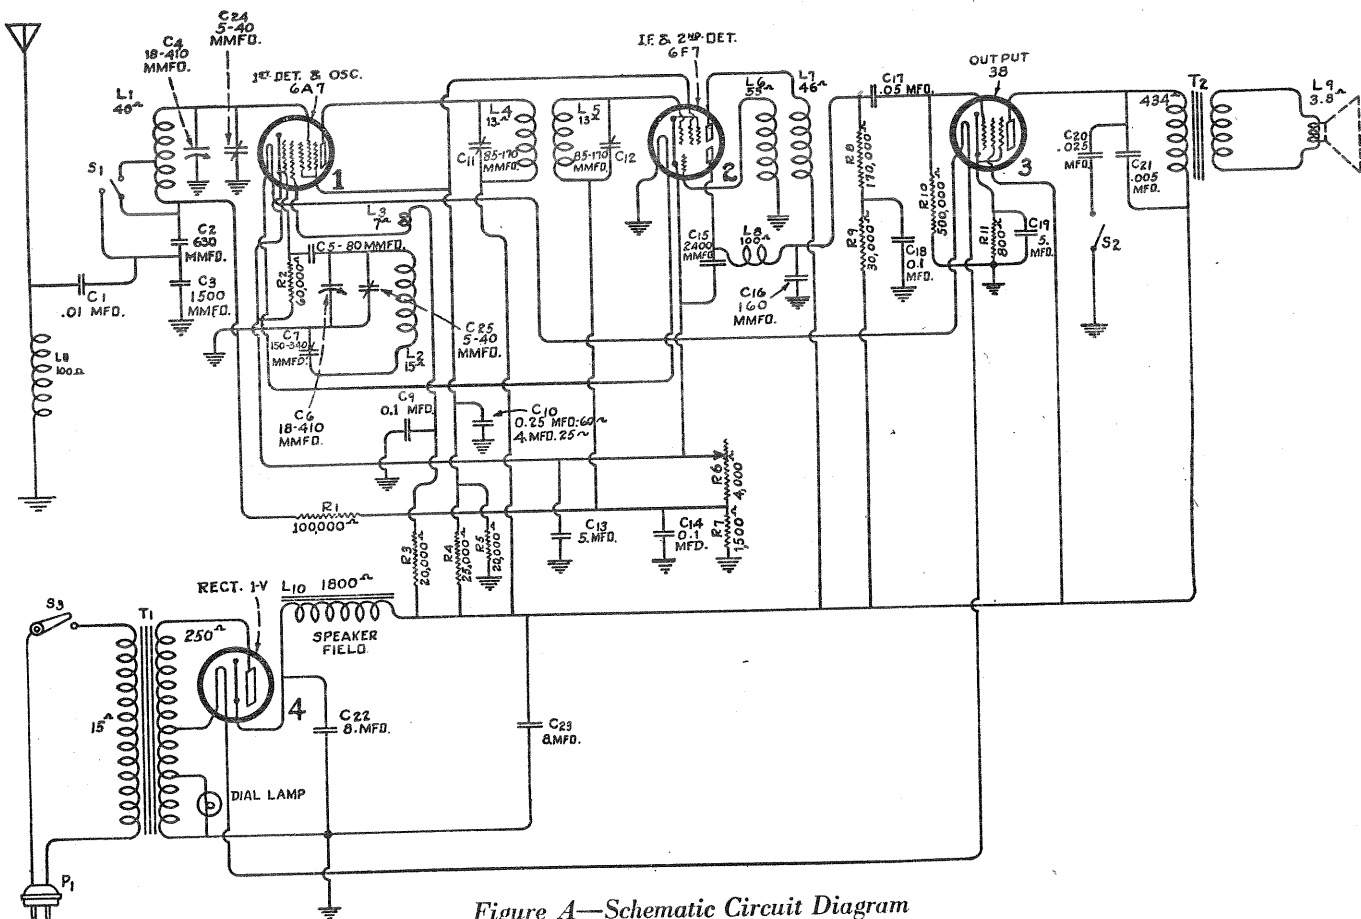 C24
5-40
MMFD.
C4
18-410
MMFD.
L1
40Ω
1ST DET. & OSC.
6A7
I.F. & 2ND DET.
6F7
OUTPUT
38
C17
.05 MFD.
T2
434Ω
L9
3.8Ω
L4
13Ω
L5
13Ω
L6
55Ω
L7
46Ω
C11
85-170
MMFD.
85-170
MMFD.
C12
C20
.025
MFD.
C21
.005
MFD.
S1
1
2
3
R8
170,000Ω
R10
500,000Ω
C2
630
MMFD.
C3
1500
MMFD.
C1
.01 MFD.
L3
7Ω
C5-80 MMFD.
R2
60,000Ω
C15
2400
MMFD.
L8
100Ω
C16
160
MMFD.
R9
30,000Ω
C18
0.1
MFD.
R11
800Ω
C19
5.
MFD.
S2
L8
100Ω
C7
MMFD.
L2
15Ω
C25
5-40
MMFD.
C6
18-410
MMFD.
C9
0.1 MFD.
C10
0.25 MFD.-60~
4. MFD. 25~
R6
4,000
R1
100,000Ω
R3
20,000Ω
R4
25,000Ω
R5
20,000Ω
C13
5. MFD.
C14
0.1
MFD.
R7
1,500Ω
RECT. 1-V
L10 1800Ω
SPEAKER
FIELD
S3
T1
250Ω
15Ω
4
C22
8. MFD.
C23
8 MFD.
DIAL LAMP
P1
Figure A—Schematic Circuit Diagram